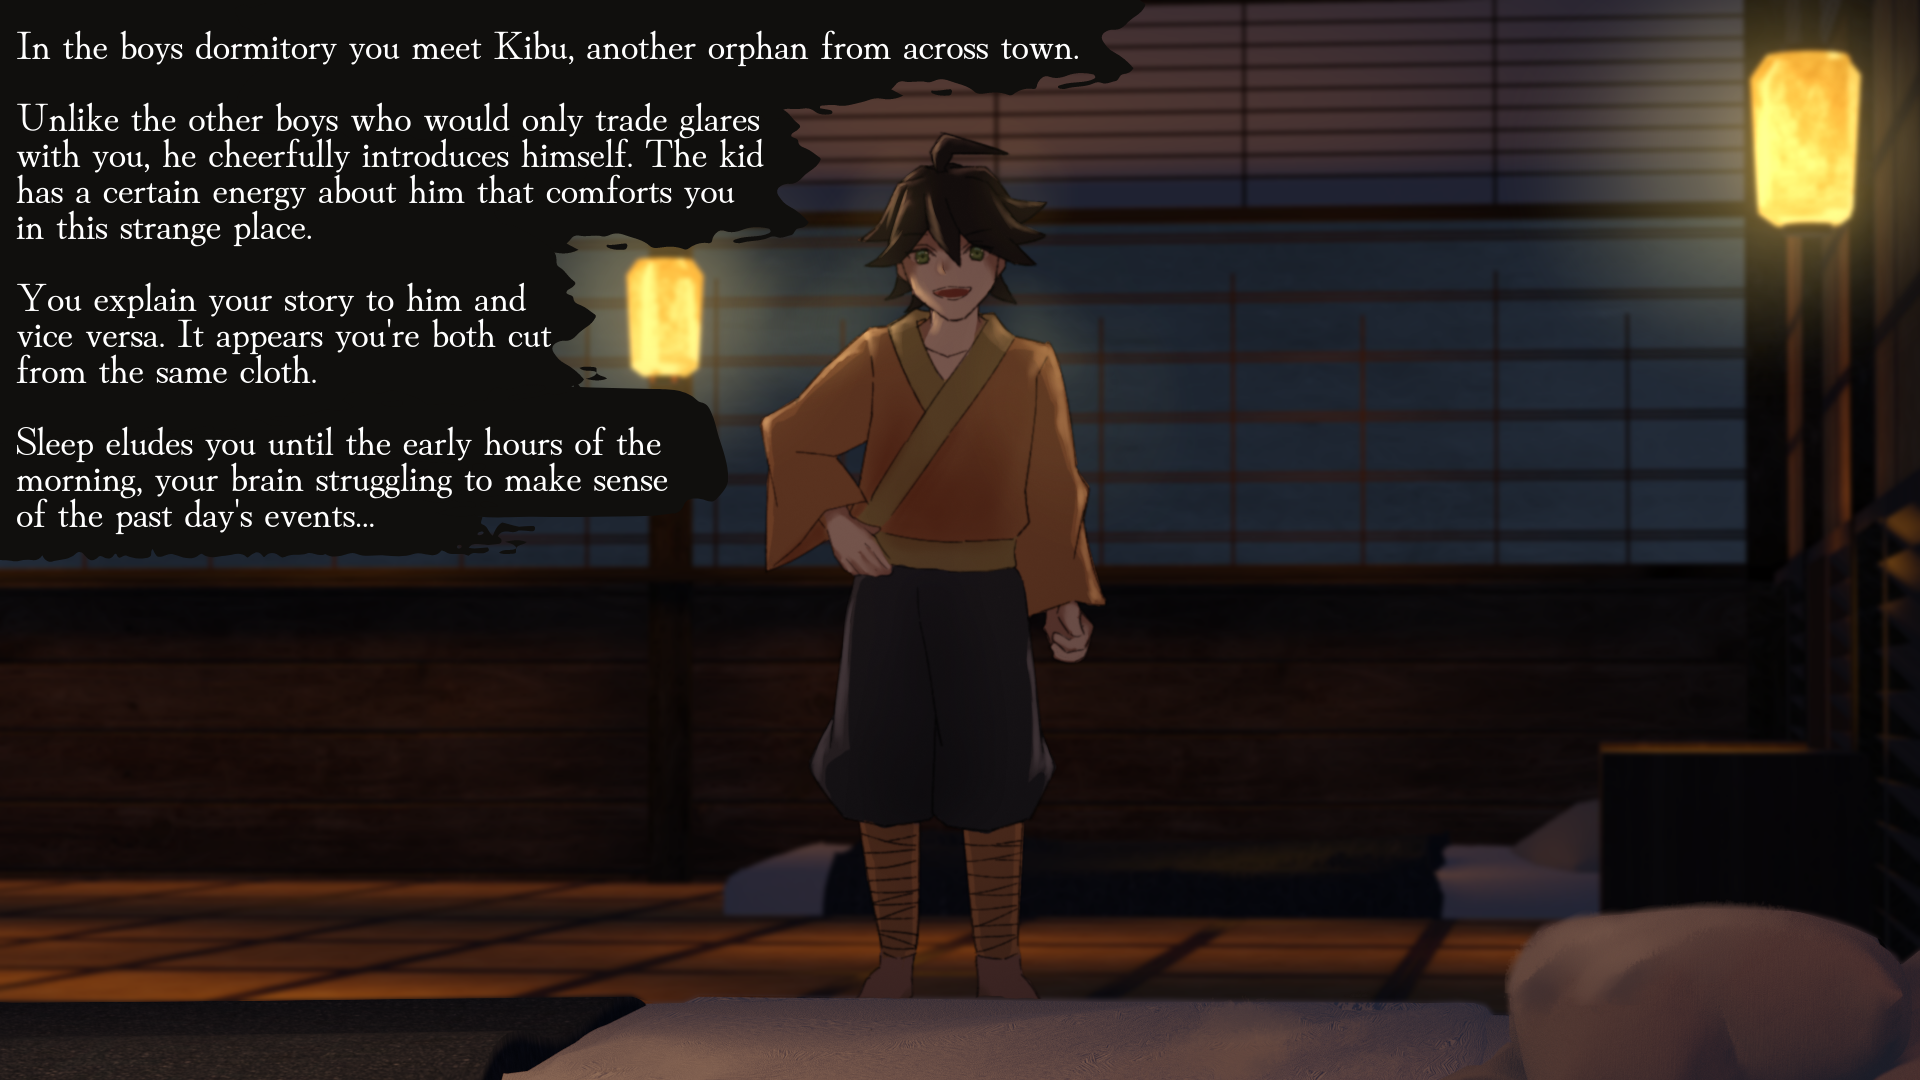 In the boys dormitory you meet Kibu, another orphan from across town.
Unlike the other boys who would only trade glares
with you, he cheerfully introduces himself. The kid
has a certain energy about him that comforts you
in this strange place.
You explain your story to him and
vice versa. It appears you're both cut
from the same cloth.
Sleep eludes you until the early hours of the
morning, your brain struggling to make sense
of the past day's events...